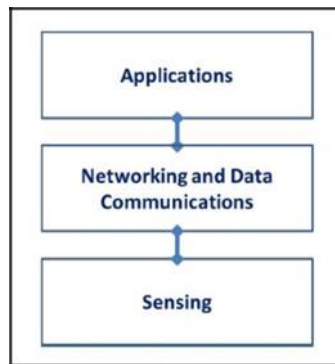 Applications
Networking and Data
Communications
Sensing